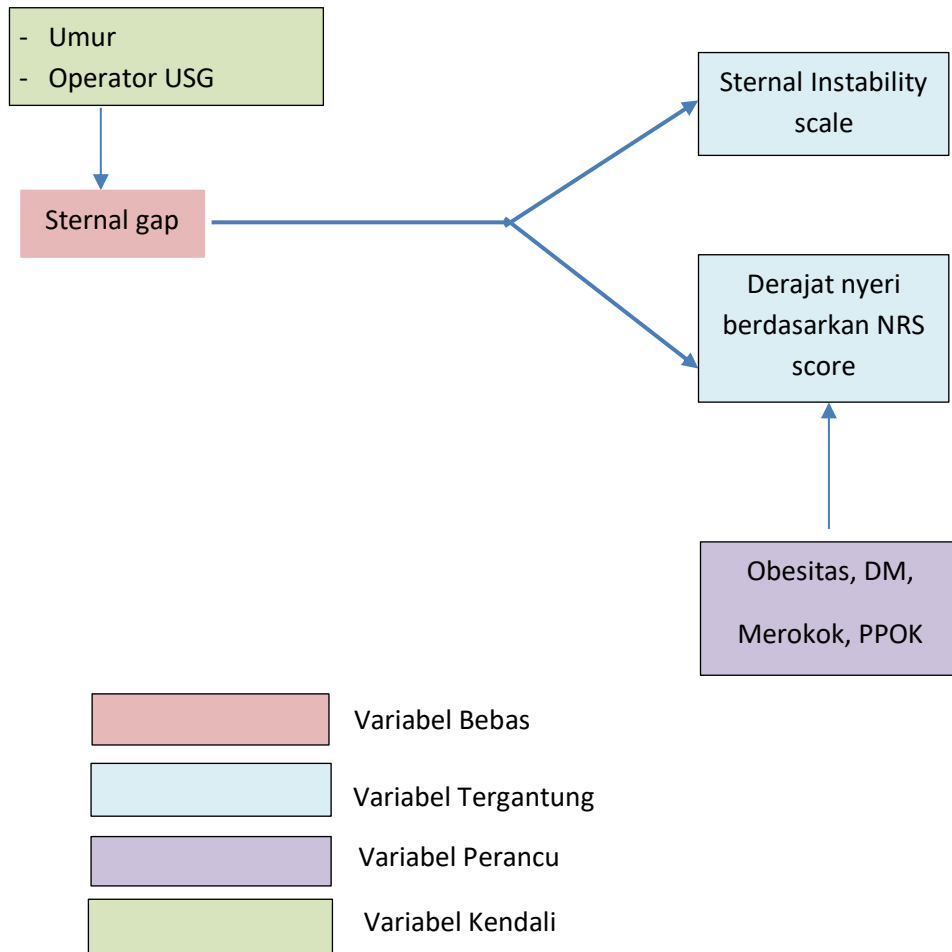 - Umur
- Operator USG
Sternal gap
Sternal Instability
scale
Derajat nyeri
berdasarkan NRS
score
Obesitas, DM,
Merokok, PPOK
Variabel Bebas
Variabel Tergantung
Variabel Perancu
Variabel Kendali